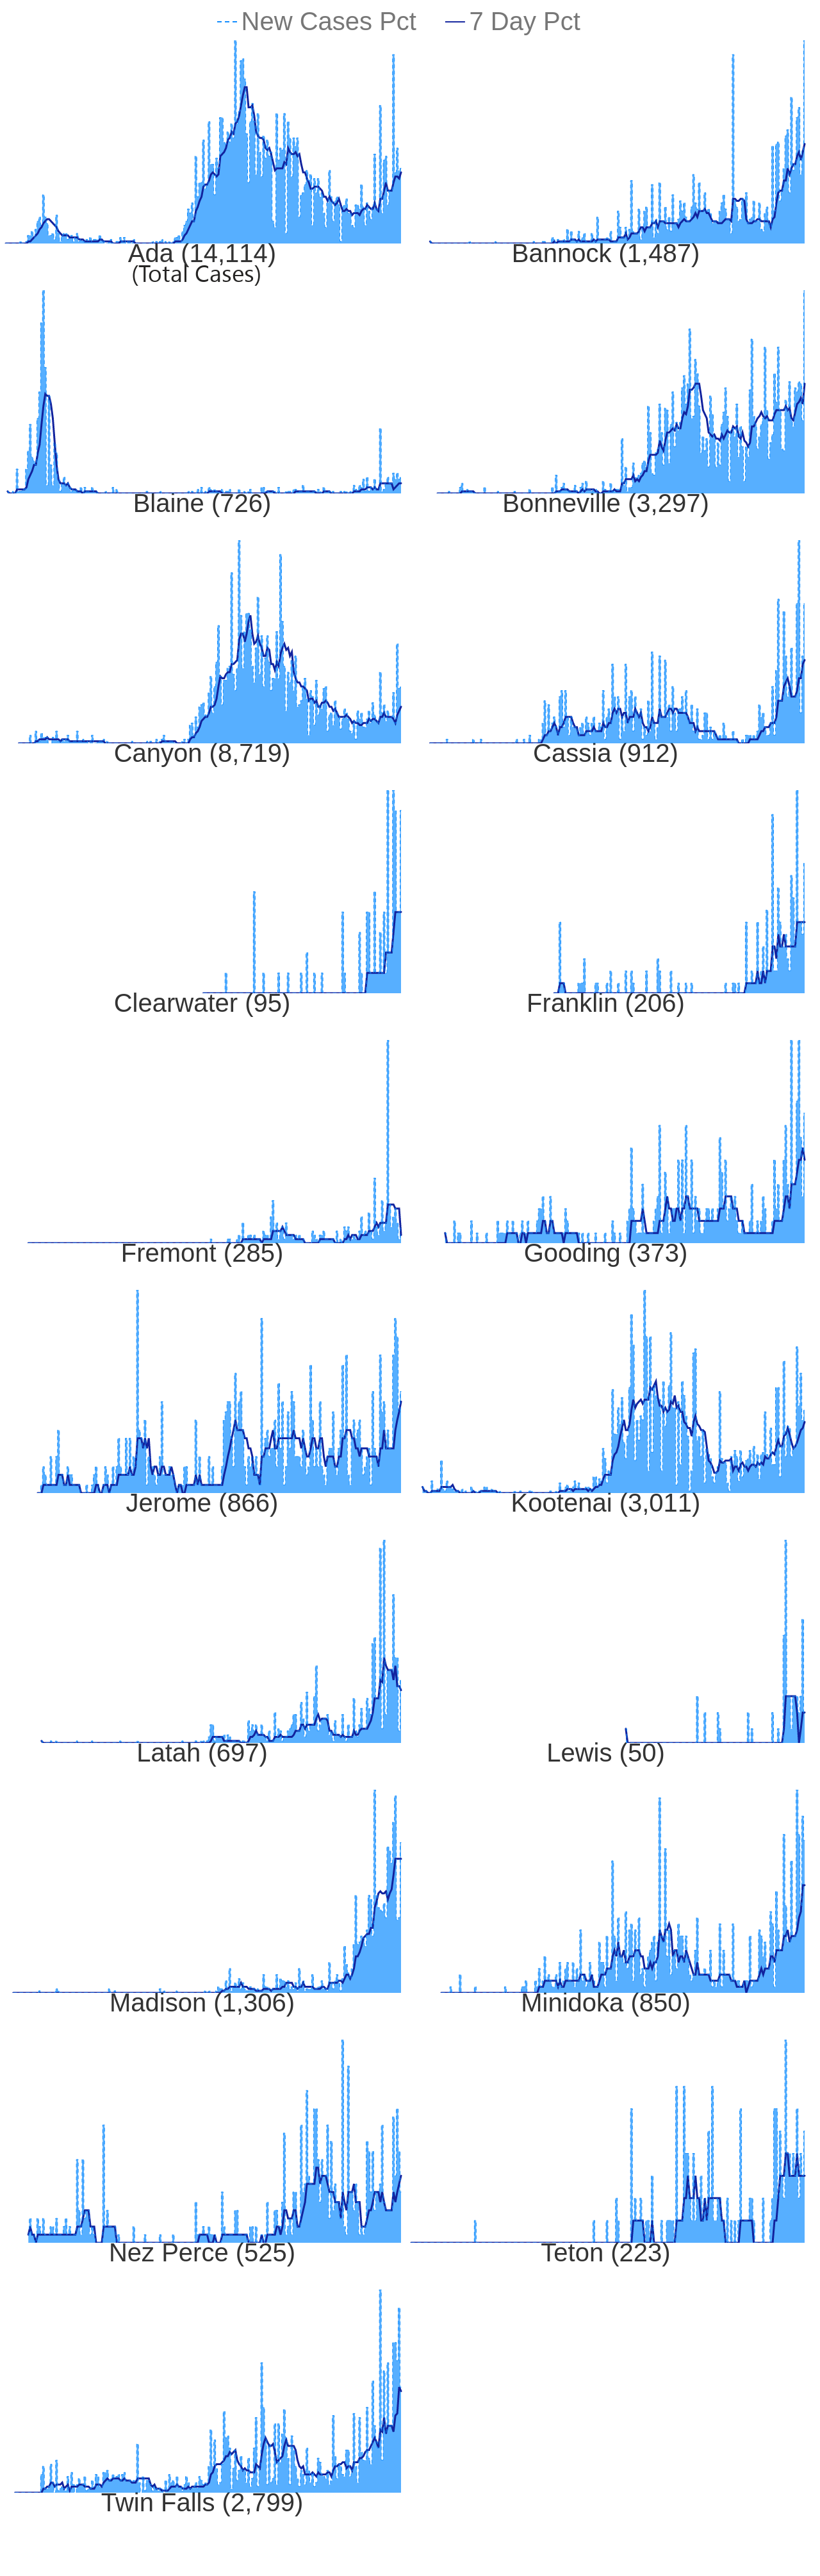 New Cases Pct 7 Day Pct
Ada (14,114) Bannock (1,487)
(Total Cases)
Blaine (726) Bonneville (3,297)
Canyon (8,719) Cassia (912)
Clearwater (95) Franklin (206)
Fremont (285) Gooding (373)
Jerome (866) Kootenai (3,011)
Latah (697) Lewis (50)
Madison (1,306) Minidoka (850)
Nez Perce (525) Teton (223)
Twin Falls (2,799)